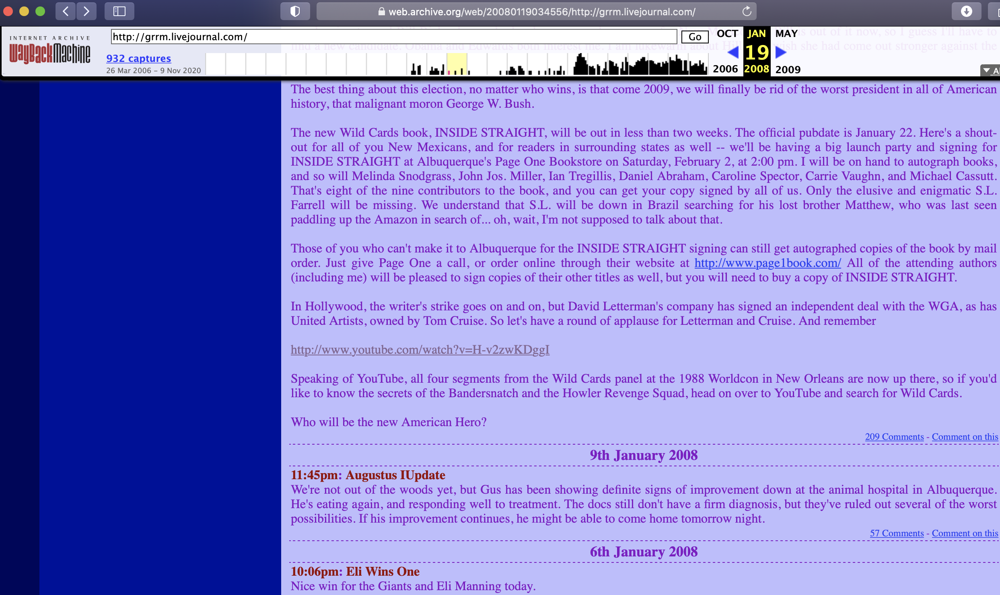 web.archive.org/web/20080119034556/http://grrm.livejournal.com/
INTERNET ARCHIVE
WayBackMachine
http://grrm.livejournal.com/
Go
OCT JAN MAY
19
2006 2008 2009
932 captures
26 Mar 2006 – 9 Nov 2020
is out of it now, so I guess I'll have to
find a new candidate. Obama and Edwards both interest me. I am lukewarm about wish she had come out stronger against the
The best thing about this election, no matter who wins, is that come 2009, we will finally be rid of the worst president in all of American
history, that malignant moron George W. Bush.
The new Wild Cards book, INSIDE STRAIGHT, will be out in less than two weeks. The official pubdate is January 22. Here's a shout-
out for all of you New Mexicans, and for readers in surrounding states as well -- we'll be having a big launch party and signing for
INSIDE STRAIGHT at Albuquerque's Page One Bookstore on Saturday, February 2, at 2:00 pm. I will be on hand to autograph books,
and so will Melinda Snodgrass, John Jos. Miller, Ian Tregillis, Daniel Abraham, Caroline Spector, Carrie Vaughn, and Michael Cassutt.
That's eight of the nine contributors to the book, and you can get your copy signed by all of us. Only the elusive and enigmatic S.L.
Farrell will be missing. We understand that S.L. will be down in Brazil searching for his lost brother Matthew, who was last seen
paddling up the Amazon in search of... oh, wait, I'm not supposed to talk about that.
Those of you who can't make it to Albuquerque for the INSIDE STRAIGHT signing can still get autographed copies of the book by mail
order. Just give Page One a call, or order online through their website at http://www.page1book.com/ All of the attending authors
(including me) will be pleased to sign copies of their other titles as well, but you will need to buy a copy of INSIDE STRAIGHT.
In Hollywood, the writer's strike goes on and on, but David Letterman's company has signed an independent deal with the WGA, as has
United Artists, owned by Tom Cruise. So let's have a round of applause for Letterman and Cruise. And remember
http://www.youtube.com/watch?v=H-v2zwKDggI
Speaking of YouTube, all four segments from the Wild Cards panel at the 1988 Worldcon in New Orleans are now up there, so if you'd
like to know the secrets of the Bandersnatch and the Howler Revenge Squad, head on over to YouTube and search for Wild Cards.
Who will be the new American Hero?
209 Comments - Comment on this
9th January 2008
11:45pm: Augustus IUpdate
We're not out of the woods yet, but Gus has been showing definite signs of improvement down at the animal hospital in Albuquerque.
He's eating again, and responding well to treatment. The docs still don't have a firm diagnosis, but they've ruled out several of the worst
possibilities. If his improvement continues, he might be able to come home tomorrow night.
57 Comments - Comment on this
6th January 2008
10:06pm: Eli Wins One
Nice win for the Giants and Eli Manning today.